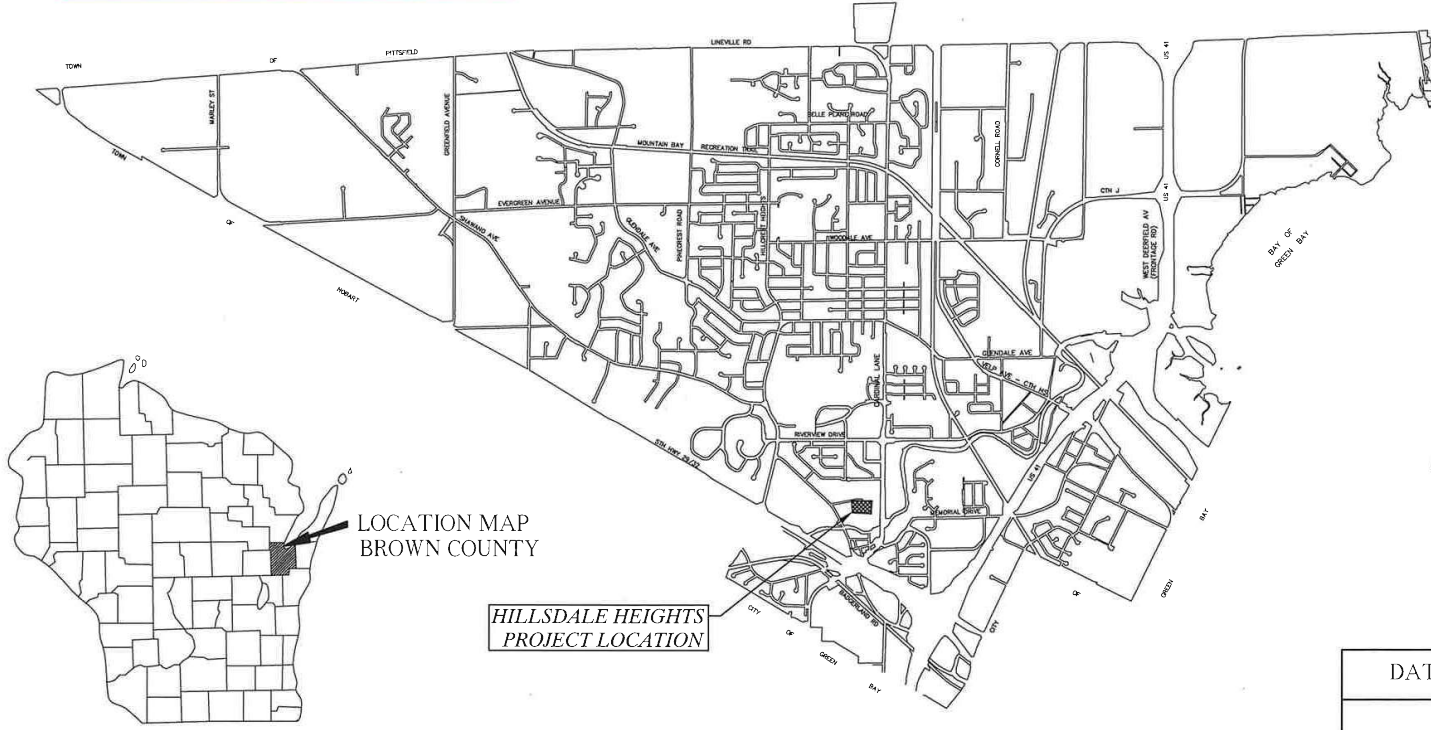 LINEVILLE RD
PITTSFIELD
OF
TOWN
US 41
MARLEY ST
GREENFIELD AVENUE
BELLE PLANE ROAD
CORNELL ROAD
MOUNTAIN BAY RECREATION TRAIL
TOWN
OF
HOBART
CTH J
US 41
EVERGREEN AVENUE
SHAWANO AVE
GLENDALE AVE
PINECREST ROAD
HILLCREST HEIGHTS
WOODALE AVE
WEST DEERFIELD AV
(FRONTAGE RD)
BAY OF
GREEN BAY
GLENDALE AVE
VELP AVE - CTH HS
CARDINAL LANE
RIVERVIEW DRIVE
STH HWY 29/32
US 41
MEMORIAL DRIVE
LOCATION MAP
BROWN COUNTY
HILLSDALE HEIGHTS
PROJECT LOCATION
BADGERLAND RD
CITY
OF
GREEN
BAY
CITY
OF
GREEN
BAY
DAT